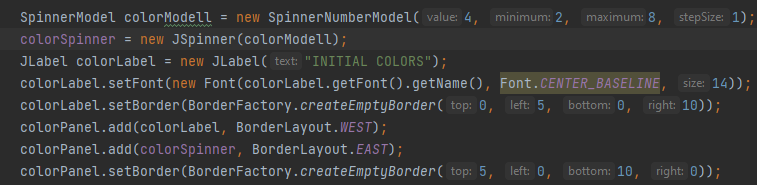 SpinnerModel colorModell = new SpinnerNumberModel( value: 4, minimum: 2, maximum: 8, stepSize: 1);
colorSpinner = new JSpinner(colorModell);
JLabel colorLabel = new JLabel( text: "INITIAL COLORS");
colorLabel.setFont(new Font(colorLabel.getFont().getName(), Font.CENTER_BASELINE, size: 14));
colorLabel.setBorder(BorderFactory.createEmptyBorder( top: 0, left: 5, bottom: 0, right: 10));
colorPanel.add(colorLabel, BorderLayout.WEST);
colorPanel.add(colorSpinner, BorderLayout.EAST);
colorPanel.setBorder(BorderFactory.createEmptyBorder( top: 5, left: 0, bottom: 10, right: 0));